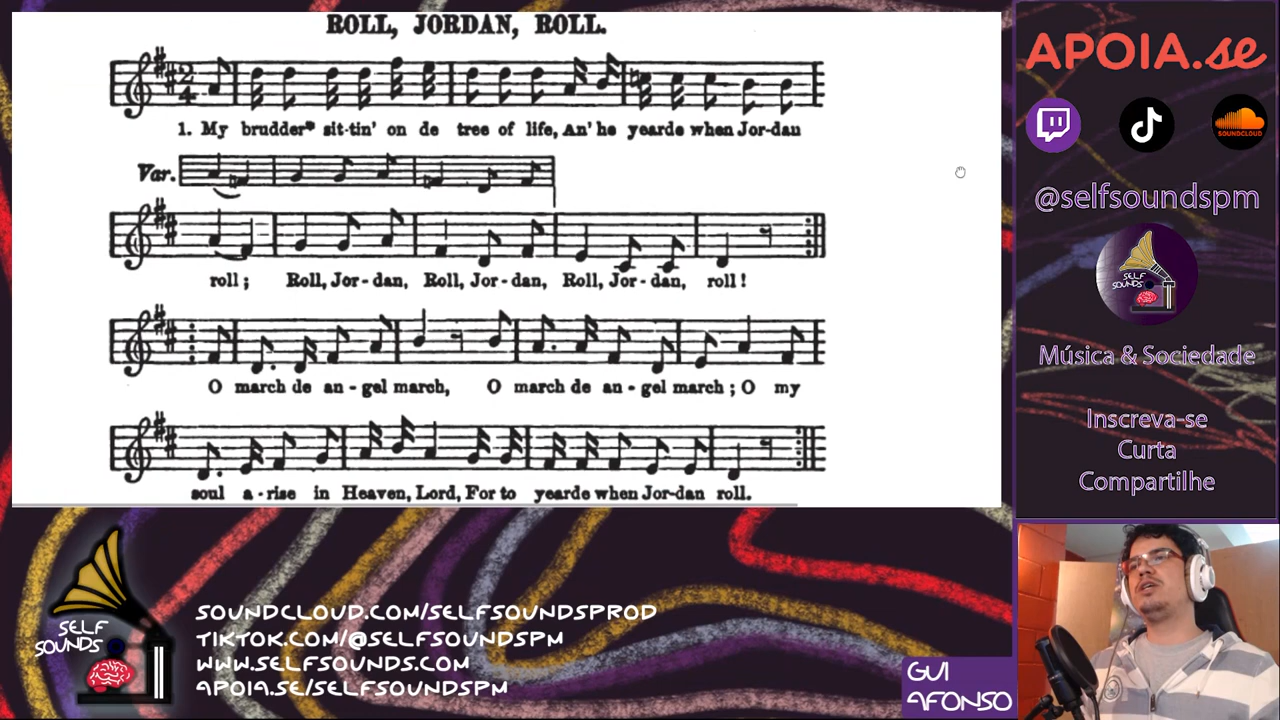 ROLL, JORDAN, ROLL.
2
4
1. My brudder* sit-tin' on de tree of life, An' he yearde when Jor-dan
Var.
roll; Roll, Jor-dan, Roll, Jor-dan, Roll, Jor-dan, roll!
O march de an-gel march, O march de an-gel march; O my
soul a-rise in Heaven, Lord, For to yearde when Jor-dan roll.
APOIA.se
SOUNDCLOUD
@selfsoundspm
SELF
SOUNDS
Música & Sociedade
Inscreva-se
Curta
Compartilhe
SELF
SOUNDS
SOUNDCLOUD.COM/SELFSOUNDSPROD
TIKTOK.COM/@SELFSOUNDSPM
WWW.SELFSOUNDS.COM
APOIA.SE/SELFSOUNDSPM
GUI
AFONSO